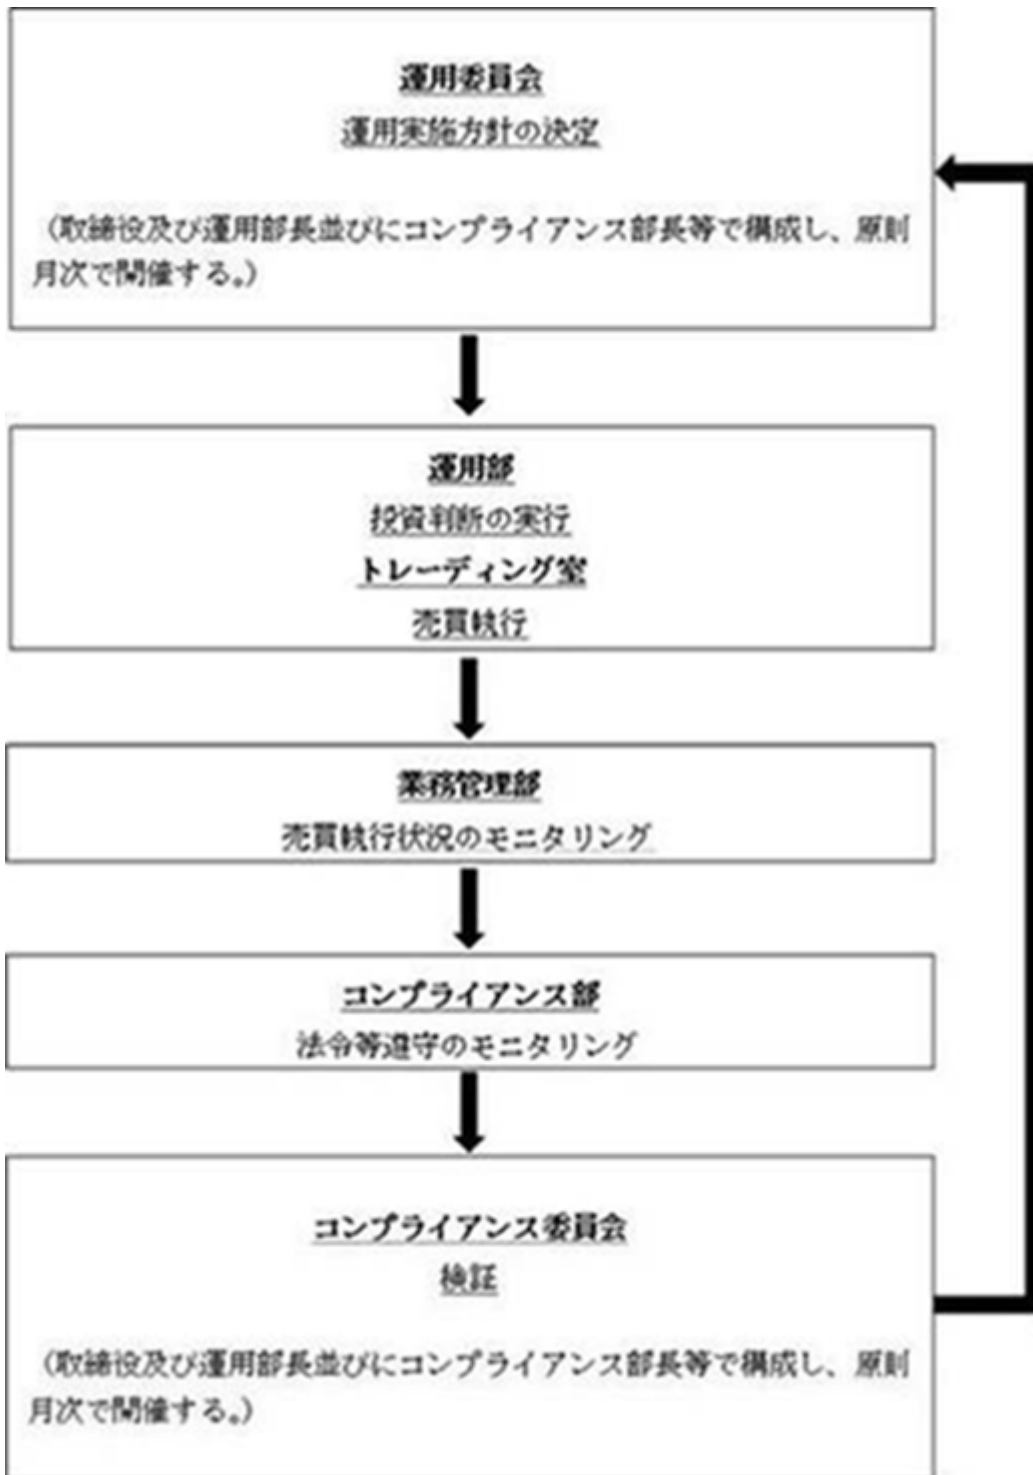 運用委員会
運用実施方針の決定
(取締役及び運用部長並びにコンプライアンス部長等で構成し、原則
月次で開催する。)
運用部
投資判断の実行
トレーディング室
売買執行
業務管理部
売買執行状況のモニタリング
コンプライアンス部
法令等遵守のモニタリング
コンプライアンス委員会
検証
(取締役及び運用部長並びにコンプライアンス部長等で構成し、原則
月次で開催する。)